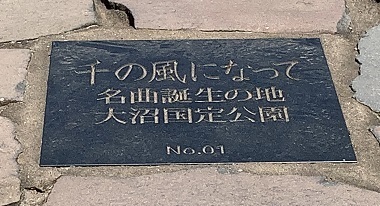 千の風になって
名曲誕生の地
大沼国定公園
No.01